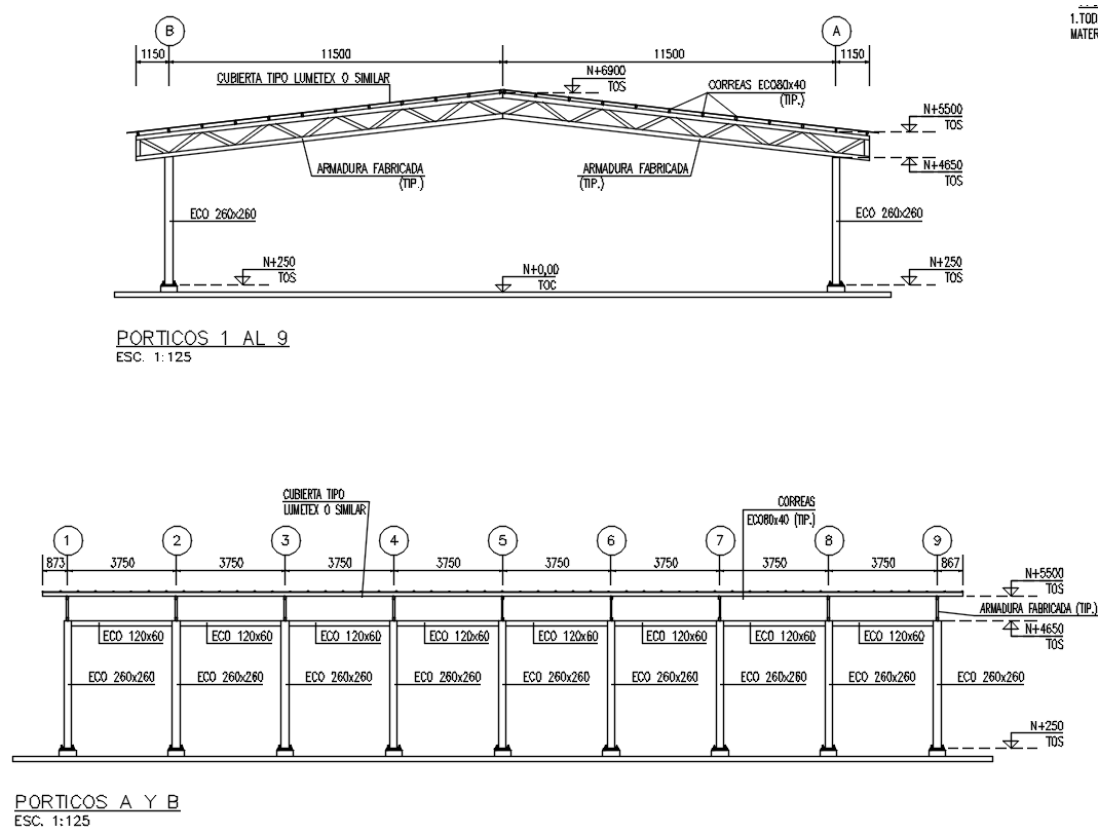 1.TOD
MATER
B
A
1150
11500
11500
1150
CUBIERTA TIPO LUMETEX O SIMILAR
N+6900
TOS
CORREAS ECO80x40
(TIP.)
N+5500
TOS
ARMADURA FABRICADA
(TIP.)
ARMADURA FABRICADA
(TIP.)
N+4650
TOS
ECO 260x260
ECO 260x260
N+250
TOS
N+0,00
TOC
N+250
TOS
PORTICOS 1 AL 9
ESC. 1:125
CUBIERTA TIPO
LUMETEX O SIMILAR
CORREAS
ECO80x40 (TIP.)
1
2
3
4
5
6
7
8
9
873
3750
3750
3750
3750
3750
3750
3750
3750
867
N+5500
TOS
ARMADURA FABRICADA (TIP.)
ECO 120x60
ECO 120x60
ECO 120x60
ECO 120x60
ECO 120x60
ECO 120x60
ECO 120x60
ECO 120x60
N+4650
TOS
ECO 260x260
ECO 260x260
ECO 260x260
ECO 260x260
ECO 260x260
ECO 260x260
ECO 260x260
ECO 260x260
ECO 260x260
N+250
TOS
PORTICOS A Y B
ESC. 1:125